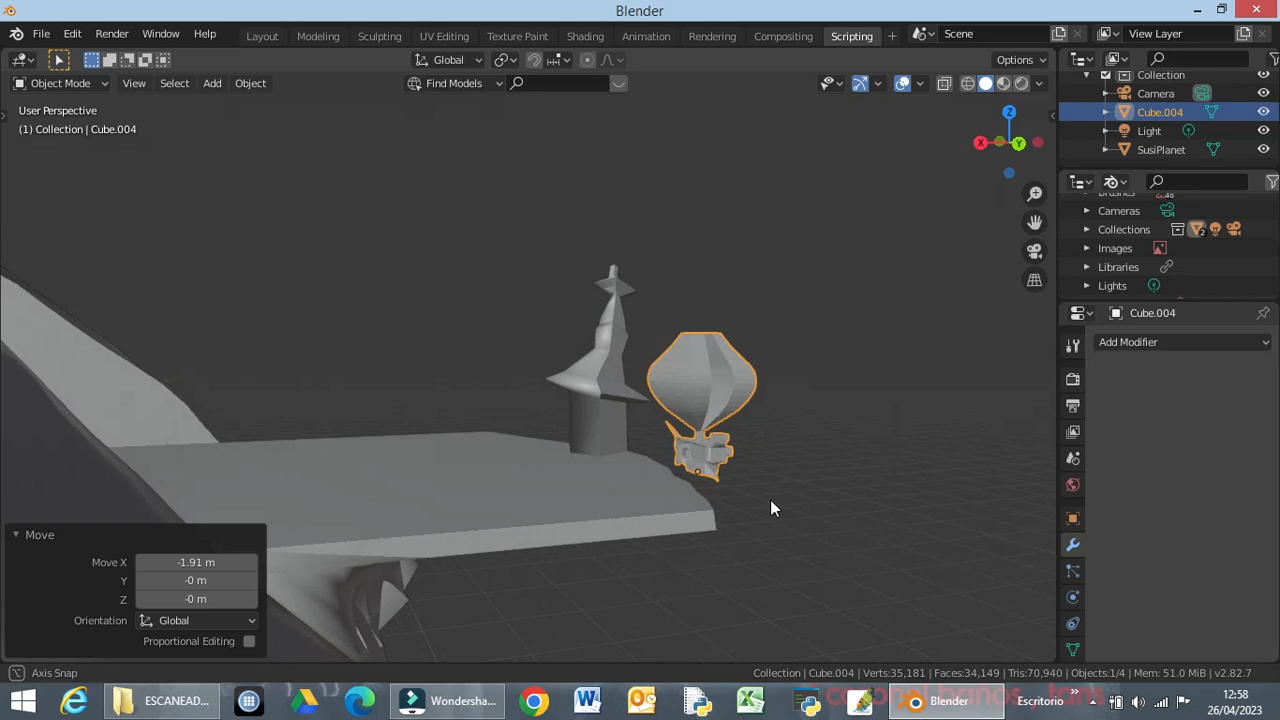 Blender
File Edit Render Window Help Layout Modeling Sculpting UV Editing Texture Paint Shading Animation Rendering Compositing Scripting + Scene View Layer
Global Options
Object Mode View Select Add Object Find Models
User Perspective
(1) Collection | Cube.004
Z
X Y
Collection
Camera
Cube.004
Light
SusiPlanet
48
Cameras
Collections 2
Images
Libraries
Lights
Cube.004
Add Modifier
Move
Move X -1.91 m
Y -0 m
Z -0 m
Orientation Global
Proportional Editing
Axis Snap Collection | Cube.004 | Verts:35,181 | Faces:34,149 | Tris:70,940 | Objects:1/4 | Mem: 51.0 MiB | v2.82.7
ESCANEAD... Wondersha... Blender Escritorio 12:58
26/04/2023